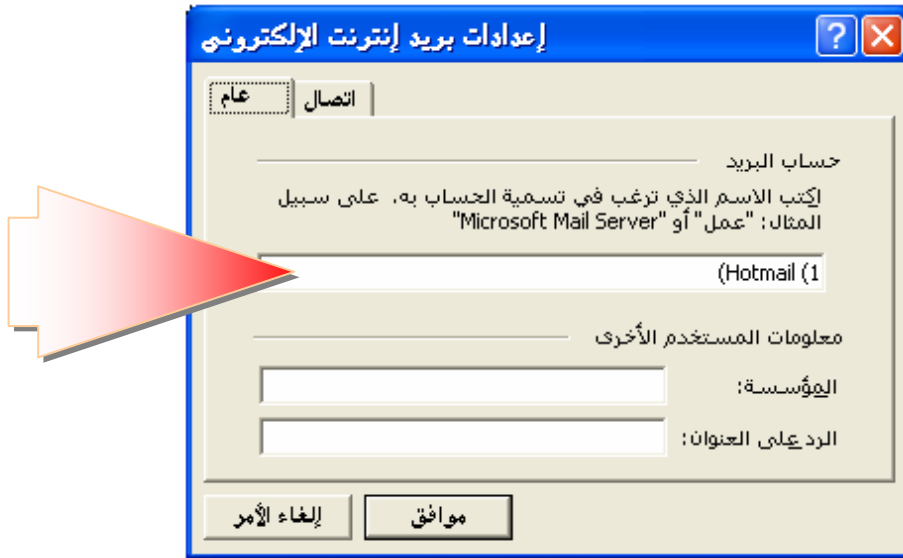 إعدادات بريد إنترنت الإلكتروني
عام
اتصال
حساب البريد
اكتب الاسم الذي ترغب في تسمية الحساب به، على سبيل
المثال: "عمل" أو "Microsoft Mail Server"
(Hotmail (1
معلومات المستخدم الأخرى
المؤسسة:
الرد على العنوان:
موافق
إلغاء الأمر